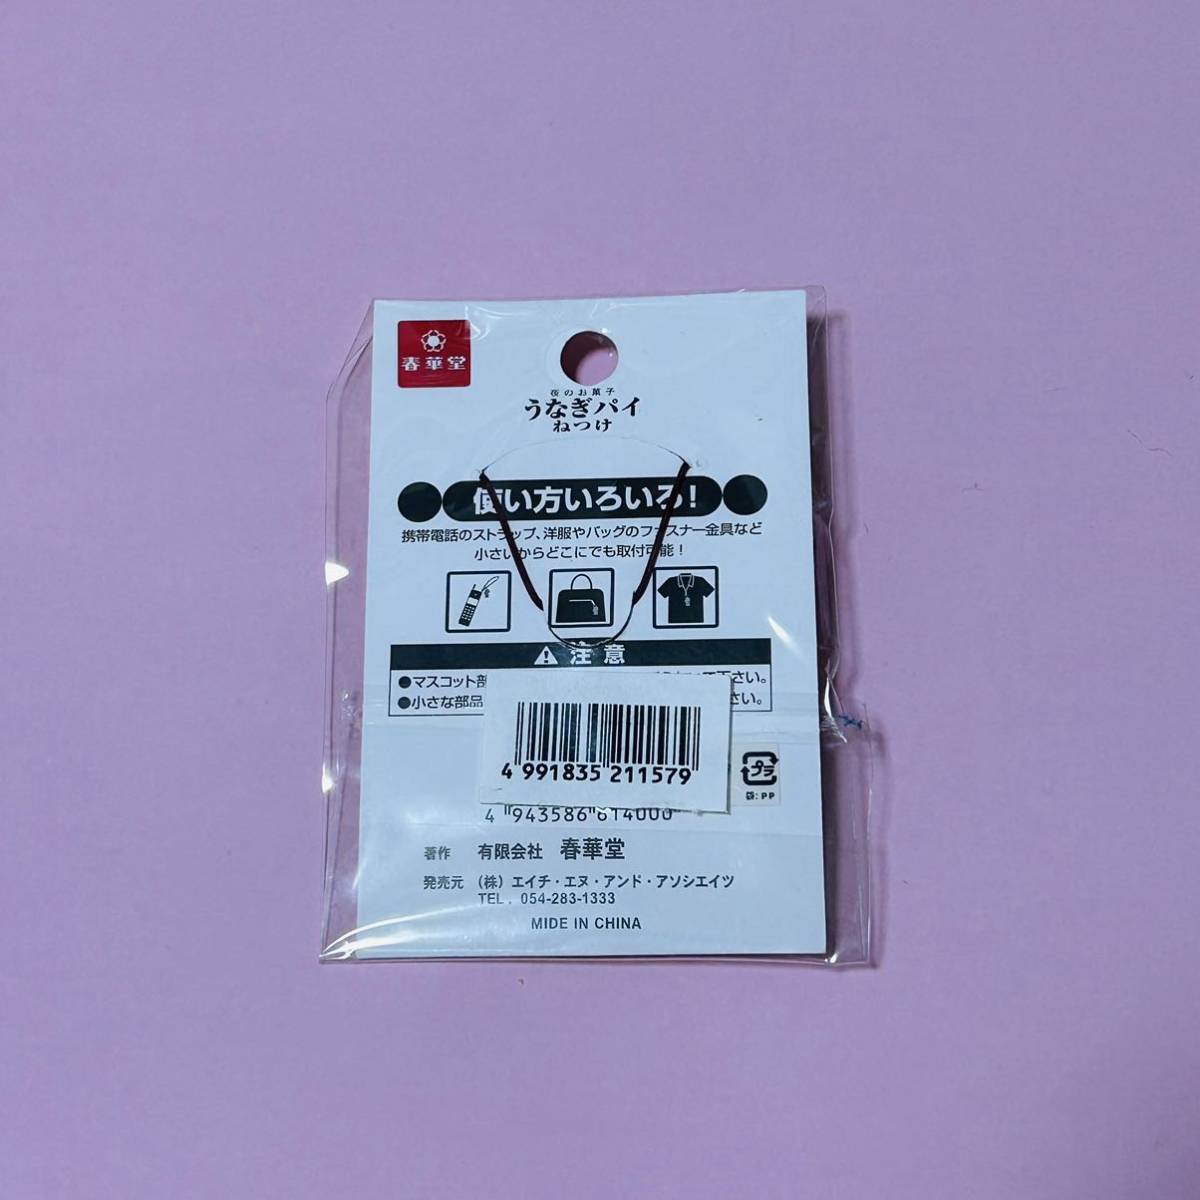 春華堂
夜のお菓子
うなぎパイ
ねつけ
使い方いろいろ!
携帯電話のストラップ、洋服やバッグのファスナー金具など
小さいからどこにでも取付可能!
注意
●マスコット部 下さい。
●小さな部品 さい。
4 991835 211579
プラ
袋:PP
4 943586 614000
著作 有限会社 春華堂
発売元 (株)エイチ・エヌ・アンド・アソシエイツ
TEL. 054-283-1333
MADE IN CHINA